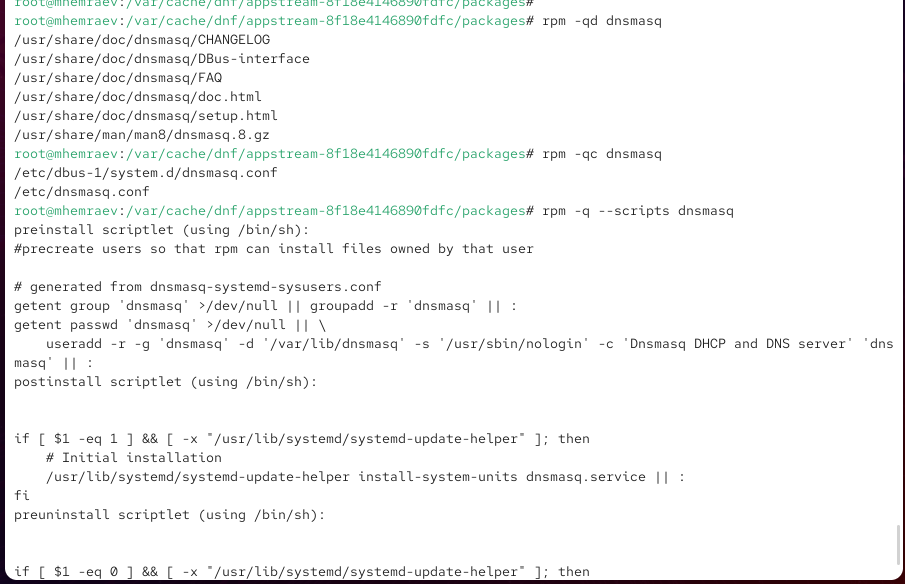 root@mhemraev:/var/cache/dnf/appstream-8f18e4146890fdfc/packages#
root@mhemraev:/var/cache/dnf/appstream-8f18e4146890fdfc/packages# rpm -qd dnsmasq
/usr/share/doc/dnsmasq/CHANGELOG
/usr/share/doc/dnsmasq/DBus-interface
/usr/share/doc/dnsmasq/FAQ
/usr/share/doc/dnsmasq/doc.html
/usr/share/doc/dnsmasq/setup.html
/usr/share/man/man8/dnsmasq.8.gz
root@mhemraev:/var/cache/dnf/appstream-8f18e4146890fdfc/packages# rpm -qc dnsmasq
/etc/dbus-1/system.d/dnsmasq.conf
/etc/dnsmasq.conf
root@mhemraev:/var/cache/dnf/appstream-8f18e4146890fdfc/packages# rpm -q --scripts dnsmasq
preinstall scriptlet (using /bin/sh):
#precreate users so that rpm can install files owned by that user

# generated from dnsmasq-systemd-sysusers.conf
getent group 'dnsmasq' >/dev/null || groupadd -r 'dnsmasq' || :
getent passwd 'dnsmasq' >/dev/null || \
    useradd -r -g 'dnsmasq' -d '/var/lib/dnsmasq' -s '/usr/sbin/nologin' -c 'Dnsmasq DHCP and DNS server' 'dns
masq' || :
postinstall scriptlet (using /bin/sh):


if [ $1 -eq 1 ] && [ -x "/usr/lib/systemd/systemd-update-helper" ]; then
    # Initial installation
    /usr/lib/systemd/systemd-update-helper install-system-units dnsmasq.service || :
fi
preuninstall scriptlet (using /bin/sh):


if [ $1 -eq 0 ] && [ -x "/usr/lib/systemd/systemd-update-helper" ]; then